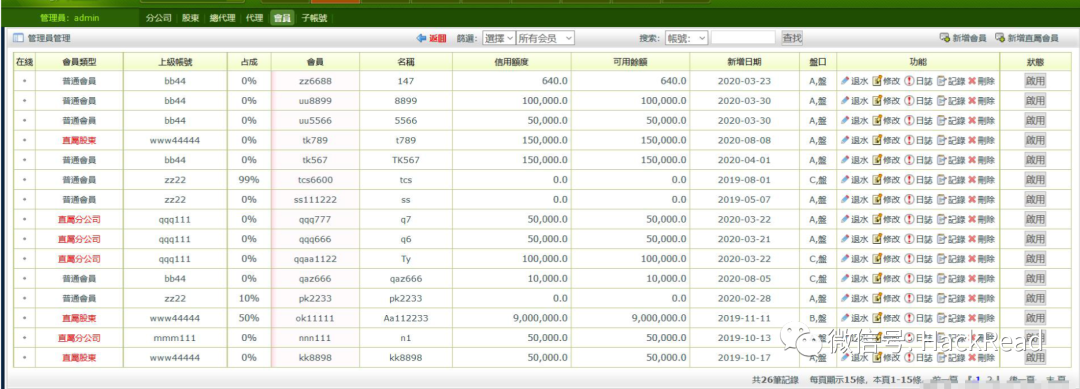 管理員：admin 分公司 股東 總代理 代理 會員 子帳號
管理員管理 返回 篩選: 選擇 所有会员 搜索: 帳號: 查找 新增會員 新增直屬會員
在綫 會員類型 上級帳號 占成 會員 名稱 信用額度 可用餘額 新增日期 盤口 功能 狀態
普通會員 bb44 0% zz6688 147 640.0 640.0 2020-03-23 A,盤 退水 修改 日誌 記錄 刪除 啟用
普通會員 bb44 0% uu8899 8899 100,000.0 100,000.0 2020-03-30 A,盤 退水 修改 日誌 記錄 刪除 啟用
普通會員 bb44 0% uu5566 5566 50,000.0 50,000.0 2020-03-30 A,盤 退水 修改 日誌 記錄 刪除 啟用
直屬股東 www44444 0% tk789 t789 150,000.0 150,000.0 2020-08-08 A,盤 退水 修改 日誌 記錄 刪除 啟用
普通會員 bb44 0% tk567 TK567 150,000.0 150,000.0 2020-04-01 A,盤 退水 修改 日誌 記錄 刪除 啟用
普通會員 zz22 99% tcs6600 tcs 0.0 0.0 2019-08-01 C,盤 退水 修改 日誌 記錄 刪除 啟用
普通會員 zz22 0% ss111222 ss 0.0 0.0 2019-05-07 A,盤 退水 修改 日誌 記錄 刪除 啟用
直屬分公司 qqq111 0% qqq777 q7 50,000.0 50,000.0 2020-03-22 A,盤 退水 修改 日誌 記錄 刪除 啟用
直屬分公司 qqq111 0% qqq666 q6 50,000.0 50,000.0 2020-03-21 A,盤 退水 修改 日誌 記錄 刪除 啟用
直屬分公司 qqq111 0% qqaa1122 Ty 100,000.0 100,000.0 2020-03-22 C,盤 退水 修改 日誌 記錄 刪除 啟用
普通會員 bb44 0% qaz666 qaz666 10,000.0 10,000.0 2020-08-05 C,盤 退水 修改 日誌 記錄 刪除 啟用
普通會員 zz22 10% pk2233 pk2233 0.0 0.0 2020-02-28 A,盤 退水 修改 日誌 記錄 刪除 啟用
直屬股東 www44444 50% ok11111 Aa112233 9,000,000.0 9,000,000.0 2019-11-11 B,盤 退水 修改 日誌 記錄 刪除 啟用
直屬分公司 mmm111 0% nnn111 n1 50,000.0 50,000.0 2019-10-13 退水 修改 日誌 記錄 刪除 啟用
直屬股東 www44444 0% kk8898 kk8898 50,000.0 50,000.0 2019-10-17 A,盤 退水 修改 日誌 記錄 刪除 啟用
微信号: HackRead
共26筆記錄 每頁顯示15條, 本頁1-15條, 1 2